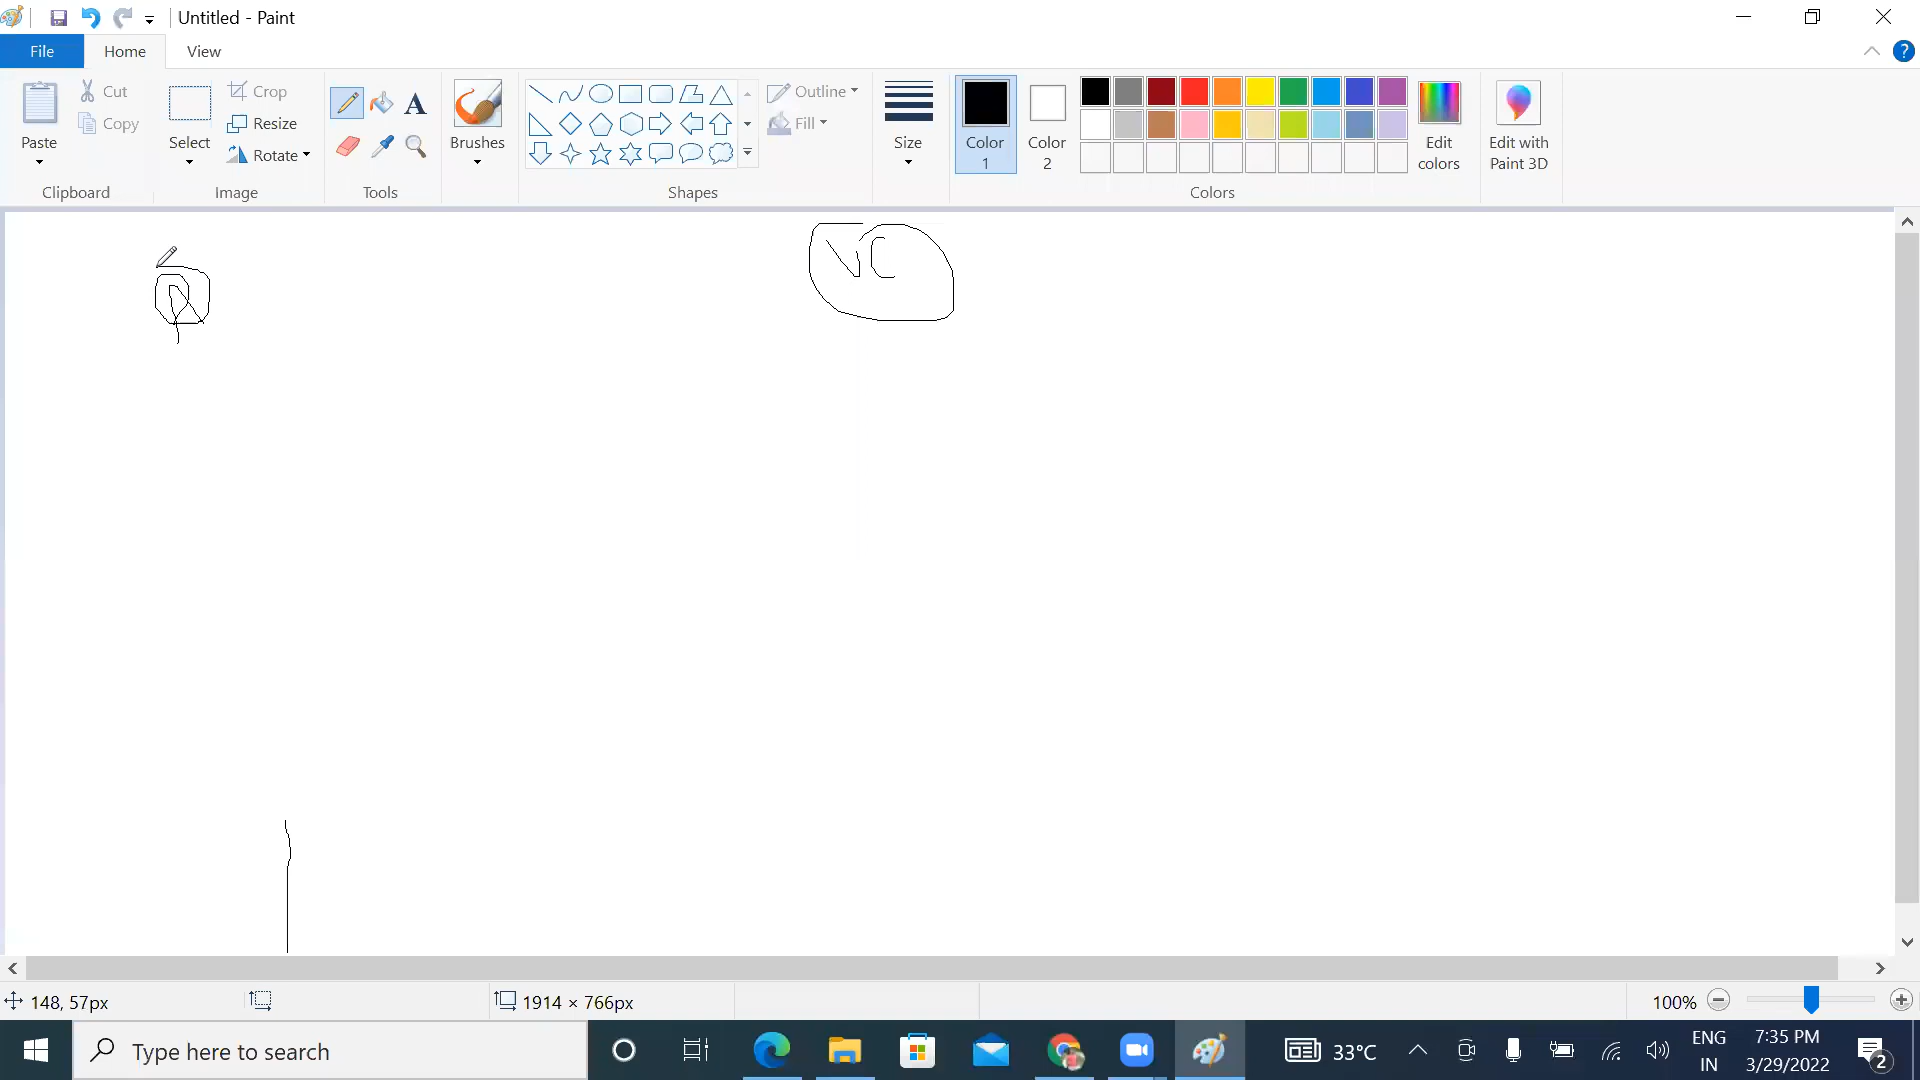 Untitled - Paint
File Home View
Paste Cut Copy Clipboard
Select Crop Resize Rotate Image
Tools
Brushes
Shapes
Outline Fill
Size
Color 1
Color 2
Edit colors
Edit with Paint 3D
Colors
VC
R
148, 57px
1914 × 766px
100%
Type here to search
33°C
ENG IN
7:35 PM
3/29/2022
2